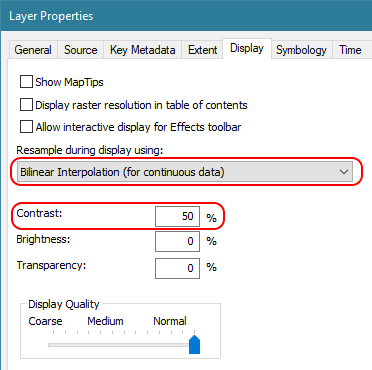 Layer Properties
General Source Key Metadata Extent Display Symbology Time
Show MapTips
Display raster resolution in table of contents
Allow interactive display for Effects toolbar
Resample during display using:
Bilinear Interpolation (for continuous data)
Contrast: 50 %
Brightness: 0 %
Transparency: 0 %
Display Quality
Coarse Medium Normal